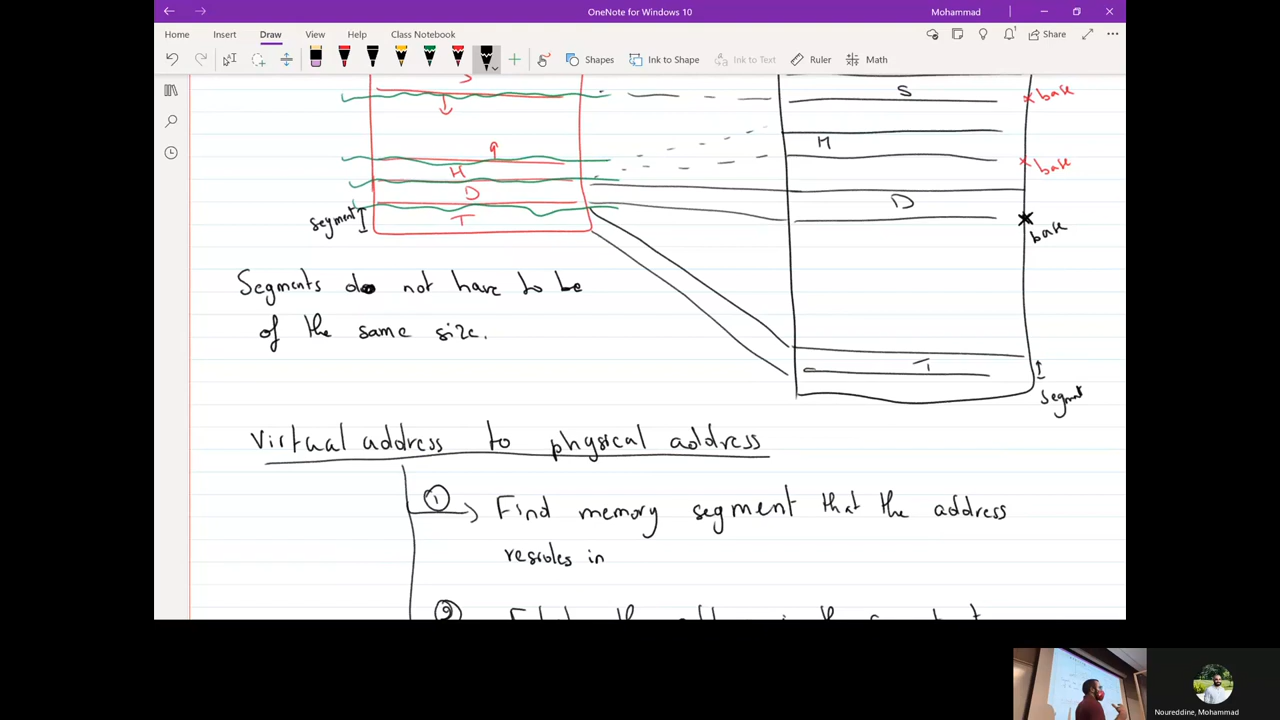 OneNote for Windows 10
Mohammad
Home Insert Draw View Help Class Notebook
Share
Shapes Ink to Shape Ink to Text Ruler Math
S
S
base
H
H
base
D
D
segment
T
base
Segments do not have to be
of the same size.
T
segment
Virtual address to physical address
1 Find memory segment that the address
resides in
2
Noureddine, Mohammad